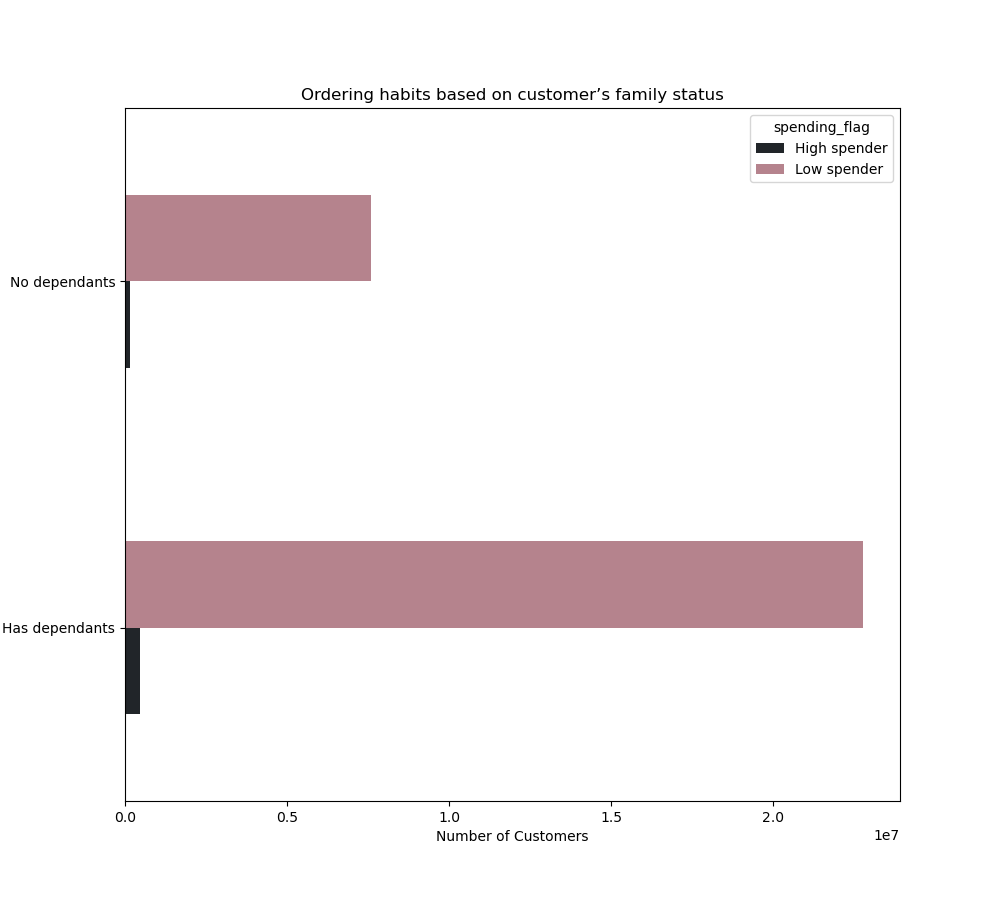 Ordering habits based on customer’s family status
spending_flag
High spender
Low spender
No dependants
Has dependants
0.0 0.5 1.0 1.5 2.0
Number of Customers
1e7